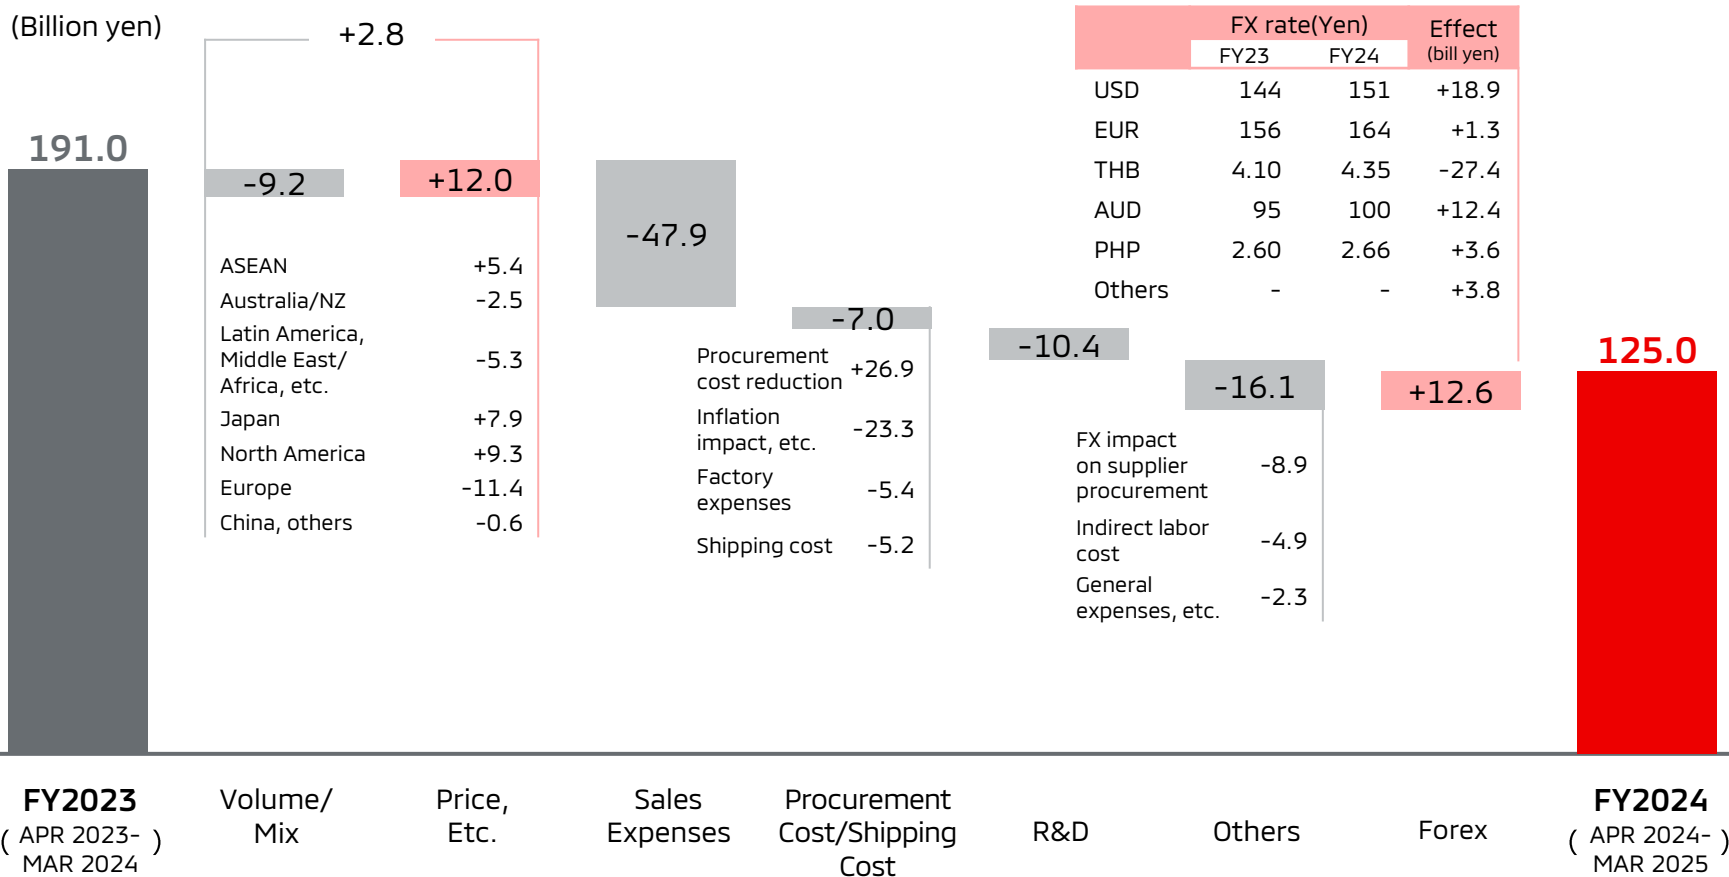 (Billion yen)
+2.8
191.0
-9.2
+12.0
-47.9
-7.0
-10.4
-16.1
+12.6
125.0
FX rate(Yen) Effect
FY23 FY24 (bill yen)
USD 144 151 +18.9
EUR 156 164 +1.3
THB 4.10 4.35 -27.4
AUD 95 100 +12.4
PHP 2.60 2.66 +3.6
Others - - +3.8
ASEAN +5.4
Australia/NZ -2.5
Latin America,
Middle East/ -5.3
Africa, etc.
Japan +7.9
North America +9.3
Europe -11.4
China, others -0.6
Procurement
cost reduction +26.9
Inflation
impact, etc. -23.3
Factory
expenses -5.4
Shipping cost -5.2
FX impact
on supplier -8.9
procurement
Indirect labor
cost -4.9
General
expenses, etc. -2.3
FY2023
( APR 2023-
MAR 2024 )
Volume/
Mix
Price,
Etc.
Sales
Expenses
Procurement
Cost/Shipping
Cost
R&D
Others
Forex
FY2024
( APR 2024-
MAR 2025 )